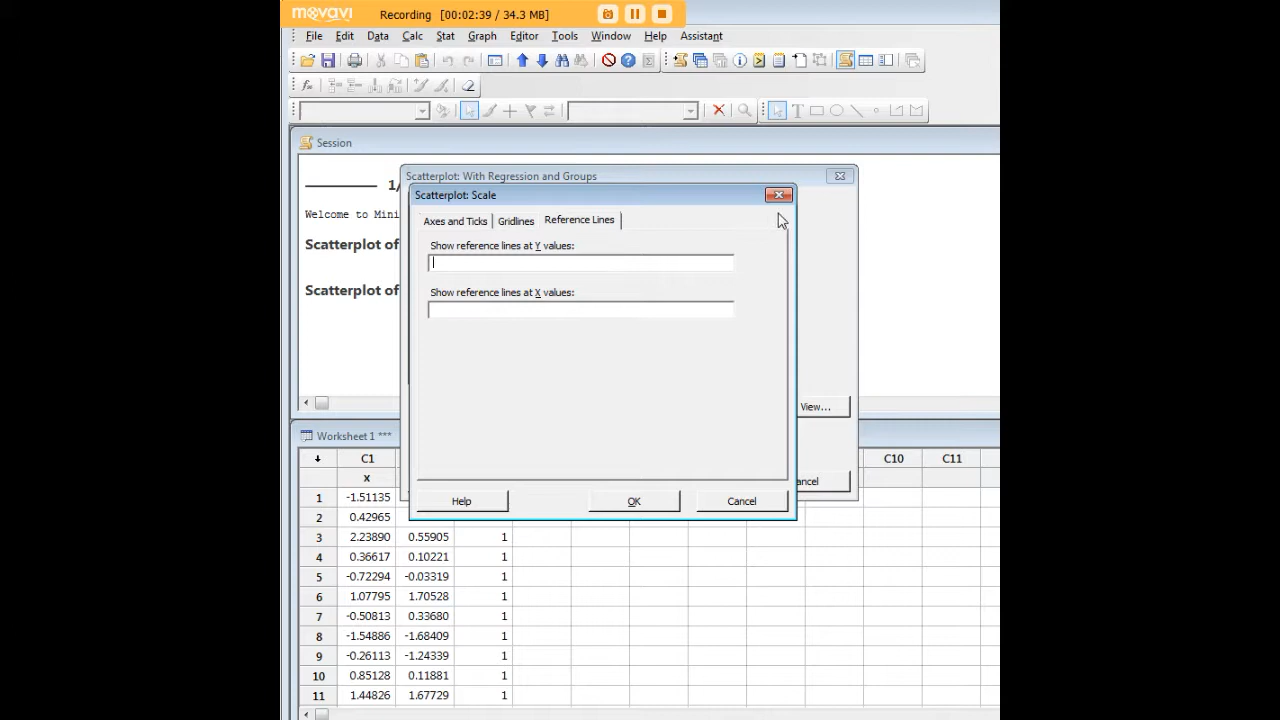 movavi Recording [00:02:39 / 34.3 MB]
File Edit Data Calc Stat Graph Editor Tools Window Help Assistant
Session
Welcome to Mini
Scatterplot of
Scatterplot of
Scatterplot: With Regression and Groups
Scatterplot: Scale
Axes and Ticks Gridlines Reference Lines
Show reference lines at Y values:
Show reference lines at X values:
View...
ancel
Help OK Cancel
Worksheet 1 ***
C1 C10 C11
x
1 -1.51135
2 0.42965
3 2.23890 0.55905 1
4 0.36617 0.10221 1
5 -0.72294 -0.03319 1
6 1.07795 1.70528 1
7 -0.50813 0.33680 1
8 -1.54886 -1.68409 1
9 -0.26113 -1.24339 1
10 0.85128 0.11881 1
11 1.44826 1.67729 1